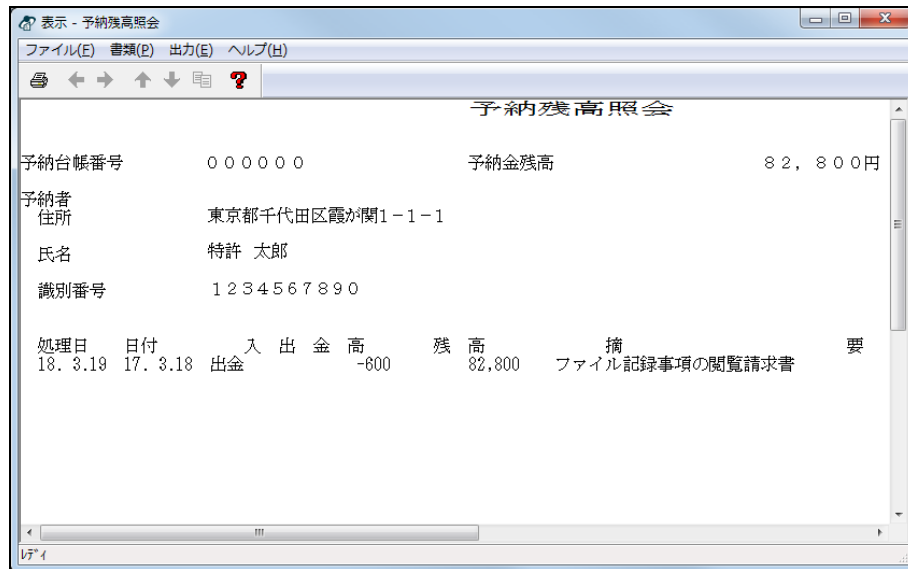 表示 - 予納残高照会
ファイル(F) 書類(P) 出力(E) ヘルプ(H)
予納残高照会
予納台帳番号 000000 予納金残高 82,800円
予納者
住所 東京都千代田区霞が関1-1-1
氏名 特許 太郎
識別番号 1234567890
処理日 日付 入 出 金 高 残 高 摘 要
18. 3.19 17. 3.18 出金 -600 82,800 ファイル記録事項の閲覧請求書
ﾚﾃﾞｨ